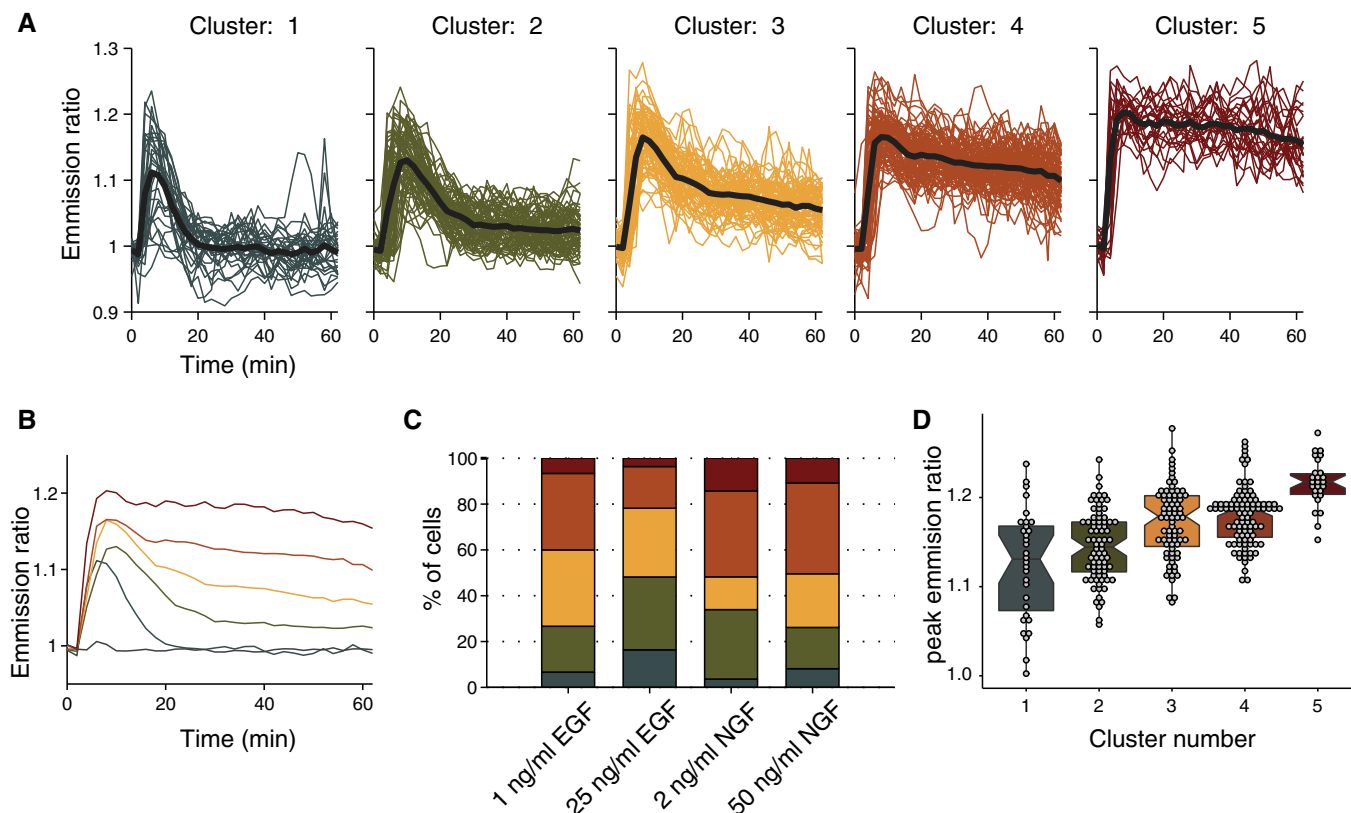 A
Cluster: 1
Cluster: 2
Cluster: 3
Cluster: 4
Cluster: 5
Emmission ratio
1.3
1.2
1.1
1
0.9
0 20 40 60
0 20 40 60
0 20 40 60
0 20 40 60
0 20 40 60
Time (min)
B
Emmission ratio
1.2
1.1
1
0 20 40 60
Time (min)
C
% of cells
100
80
60
40
20
0
1 ng/ml EGF
25 ng/ml EGF
2 ng/ml NGF
50 ng/ml NGF
D
peak emmision ratio
1.2
1.1
1.0
1 2 3 4 5
Cluster number